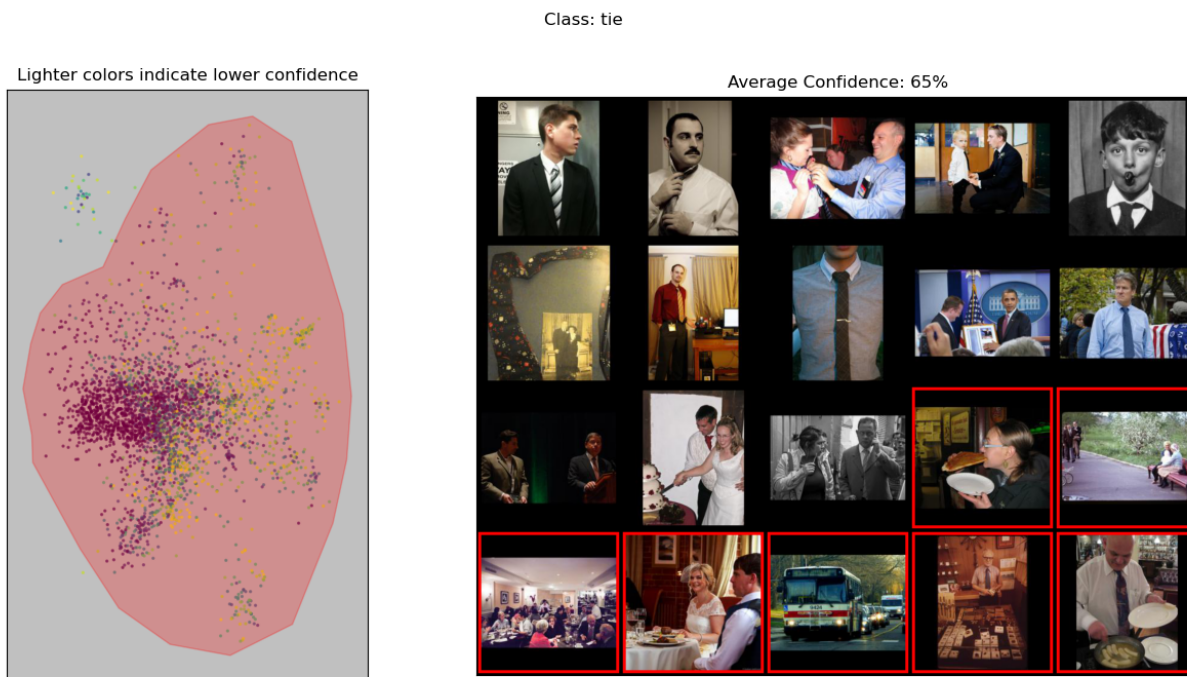 Class: tie
Lighter colors indicate lower confidence
Average Confidence: 65%